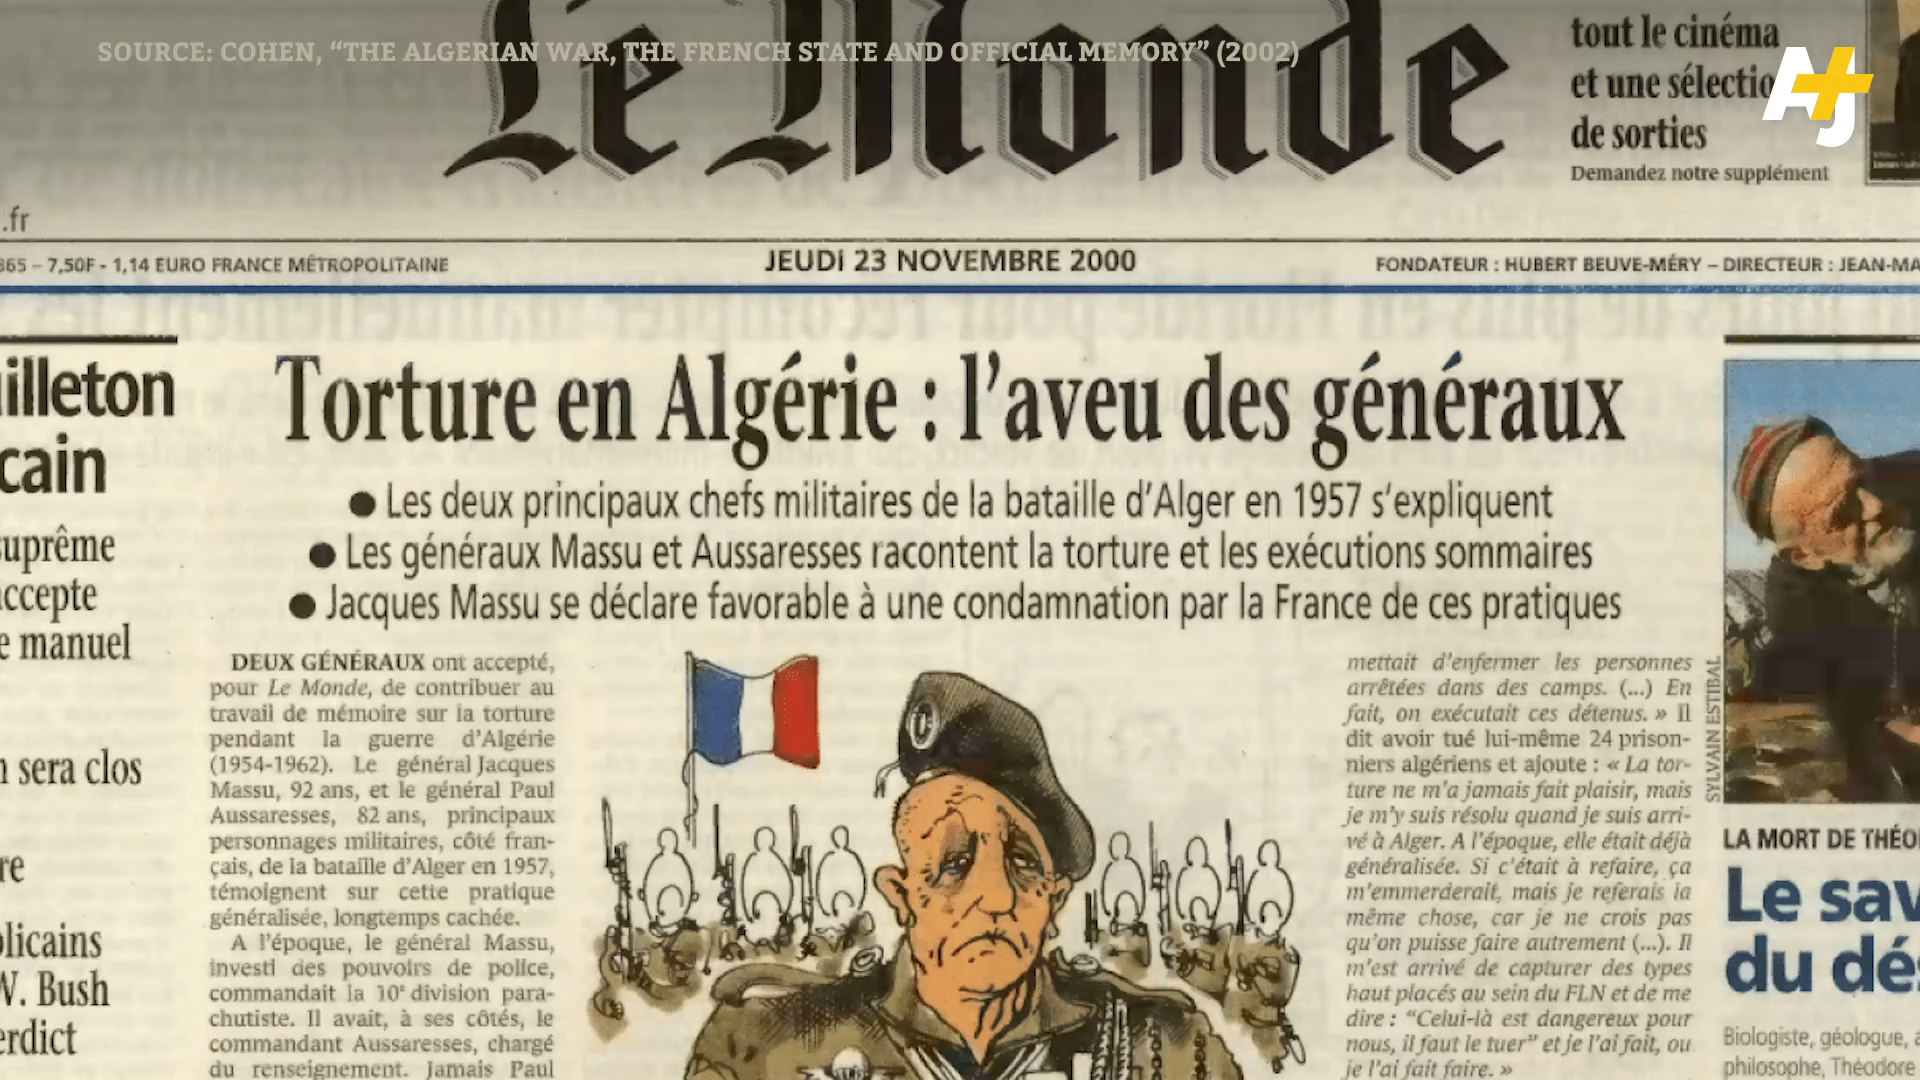 SOURCE: COHEN, “THE ALGERIAN WAR, THE FRENCH STATE AND OFFICIAL MEMORY” (2002)
Le Monde
tout le cinéma
et une sélectio
de sorties
Demandez notre supplément
AJ+
.fr
865 – 7,50F - 1,14 EURO FRANCE MÉTROPOLITAINE
JEUDI 23 NOVEMBRE 2000
FONDATEUR : HUBERT BEUVE-MÉRY – DIRECTEUR : JEAN-MA
illeton
cain
suprême
accepte
e manuel
n sera clos
re
blicains
W. Bush
erdict
Torture en Algérie : l’aveu des généraux
● Les deux principaux chefs militaires de la bataille d’Alger en 1957 s’expliquent
● Les généraux Massu et Aussaresses racontent la torture et les exécutions sommaires
● Jacques Massu se déclare favorable à une condamnation par la France de ces pratiques
DEUX GÉNÉRAUX ont accepté,
pour Le Monde, de contribuer au
travail de mémoire sur la torture
pendant la guerre d’Algérie
(1954-1962). Le général Jacques
Massu, 92 ans, et le général Paul
Aussaresses, 82 ans, principaux
personnages militaires, côté fran-
çais, de la bataille d’Alger en 1957,
témoignent sur cette pratique
généralisée, longtemps cachée.
A l’époque, le général Massu,
investi des pouvoirs de police,
commandait la 10e division para-
chutiste. Il avait, à ses côtés, le
commandant Aussaresses, chargé
du renseignement. Jamais Paul
mettait d’enfermer les personnes
arrêtées dans des camps. (...) En
fait, on exécutait ces détenus. » Il
dit avoir tué lui-même 24 prison-
niers algériens et ajoute : « La tor-
ture ne m’a jamais fait plaisir, mais
je m’y suis résolu quand je suis arri-
vé à Alger. A l’époque, elle était déjà
généralisée. Si c’était à refaire, ça
m’emmerderait, mais je referais la
même chose, car je ne crois pas
qu’on puisse faire autrement (...). Il
m’est arrivé de capturer des types
haut placés au sein du FLN et de me
dire : “Celui-là est dangereux pour
nous, il faut le tuer” et je l’ai fait, ou
je l’ai fait faire. »
SYLVAIN ESTIBAL
LA MORT DE THÉO
Le sav
du dés
Biologiste, géologue, a
philosophe, Théodore